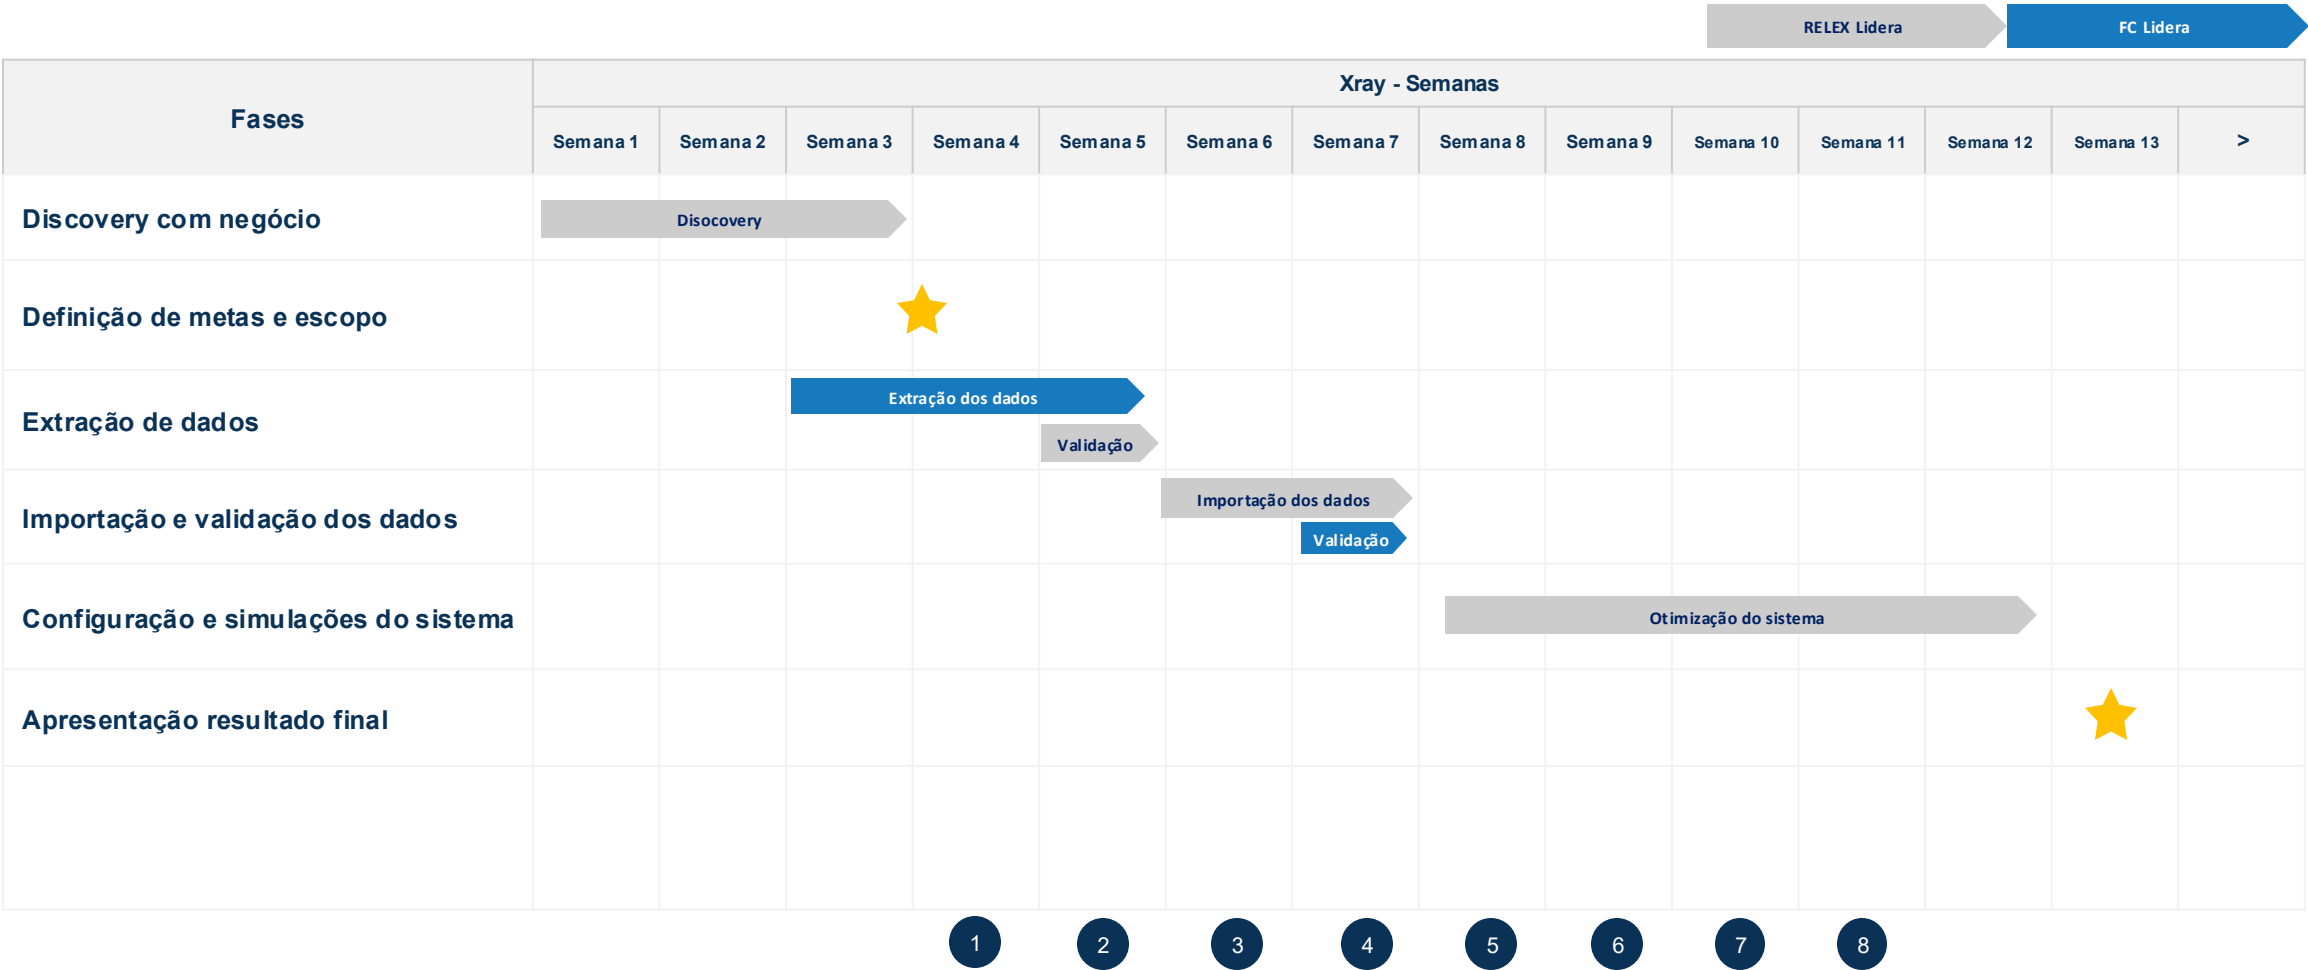 RELEX Lidera
FC Lidera
Fases
Xray - Semanas
Semana 1
Semana 2
Semana 3
Semana 4
Semana 5
Semana 6
Semana 7
Semana 8
Semana 9
Semana 10
Semana 11
Semana 12
Semana 13
>
Discovery com negócio
Disocovery
Definição de metas e escopo
Extração de dados
Extração dos dados
Validação
Importação e validação dos dados
Importação dos dados
Validação
Configuração e simulações do sistema
Otimização do sistema
Apresentação resultado final
1
2
3
4
5
6
7
8